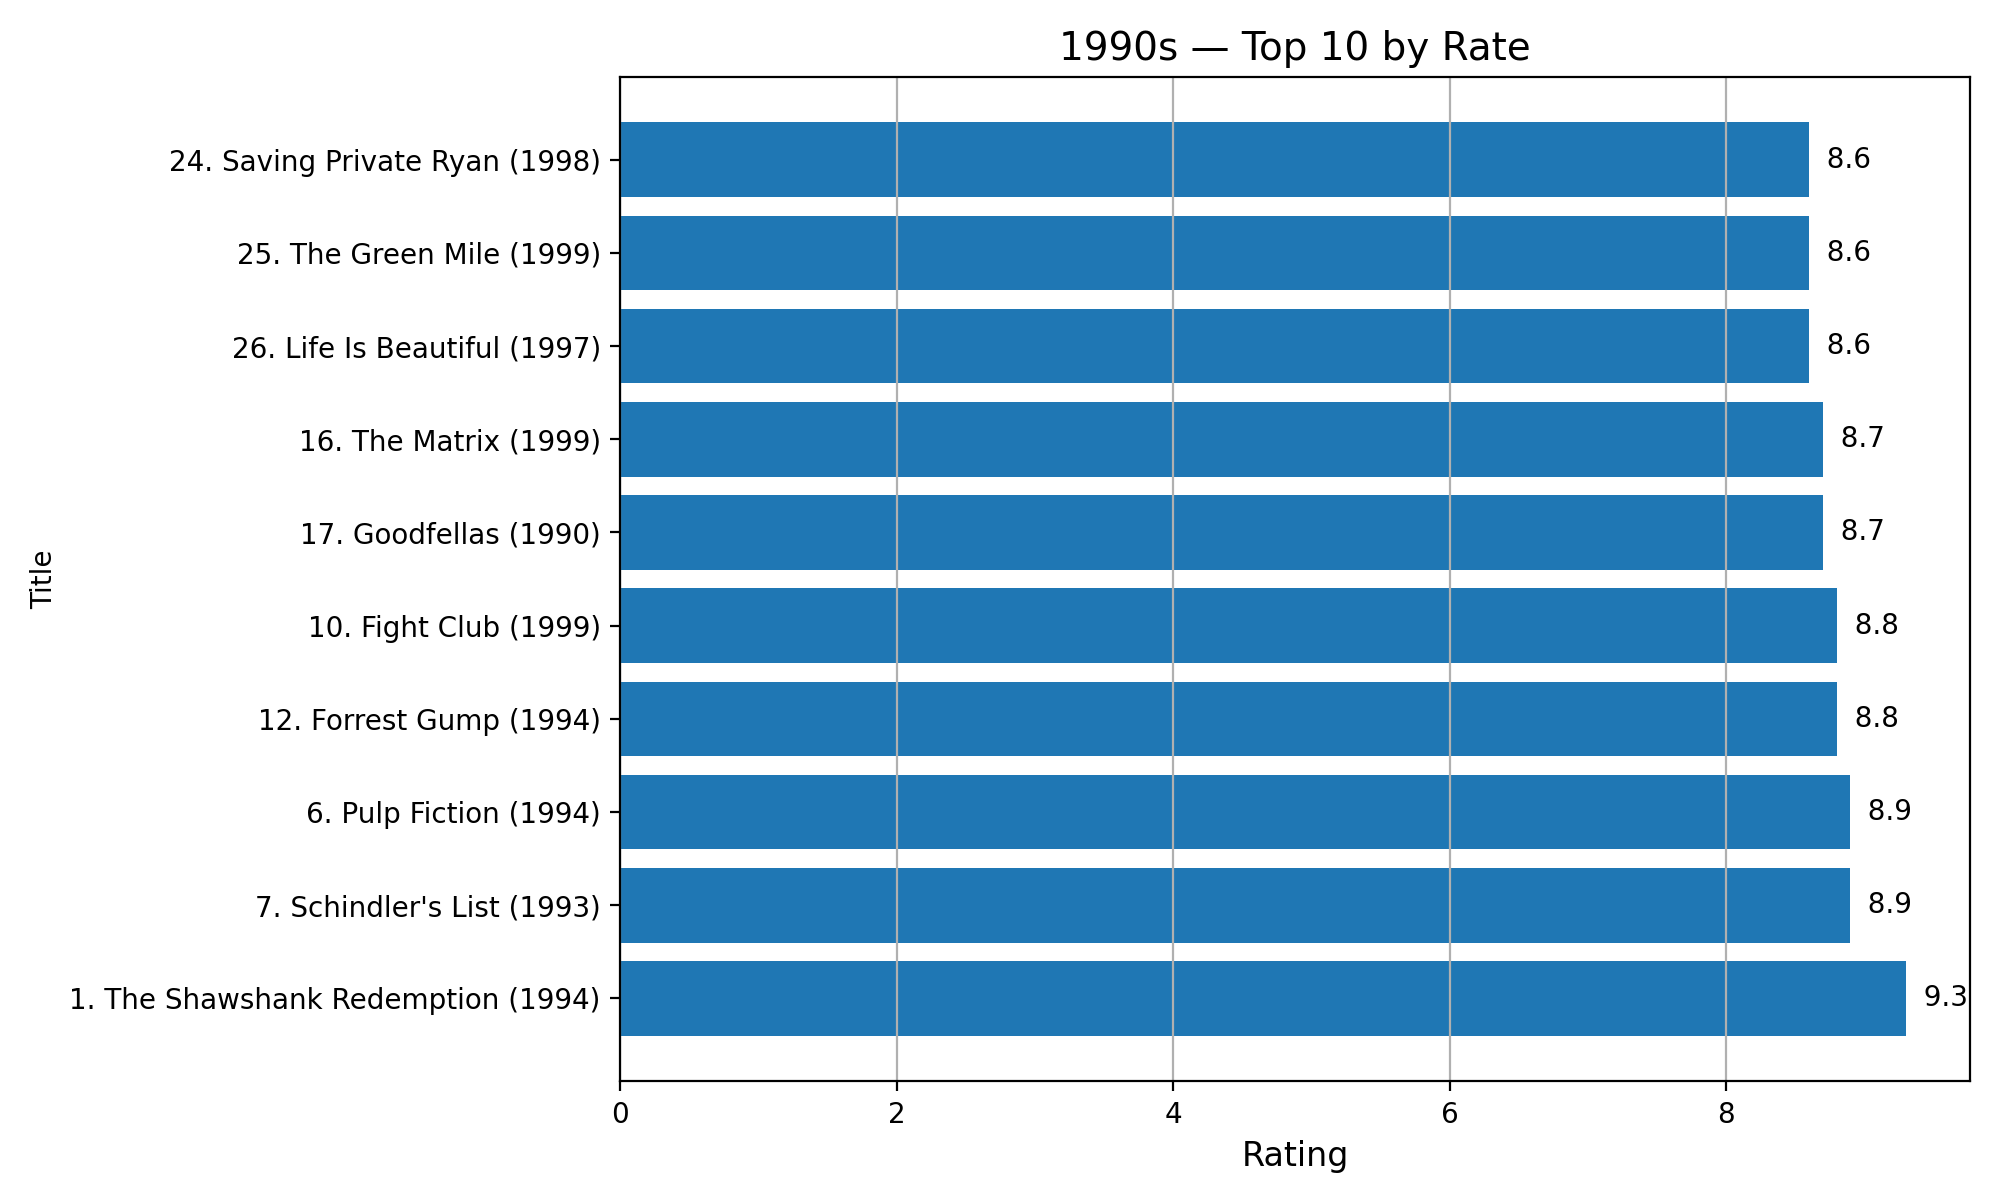 1990s — Top 10 by Rate
24. Saving Private Ryan (1998)
8.6
25. The Green Mile (1999)
8.6
26. Life Is Beautiful (1997)
8.6
16. The Matrix (1999)
8.7
17. Goodfellas (1990)
8.7
10. Fight Club (1999)
8.8
12. Forrest Gump (1994)
8.8
6. Pulp Fiction (1994)
8.9
7. Schindler's List (1993)
8.9
1. The Shawshank Redemption (1994)
9.3
Title
0 2 4 6 8
Rating